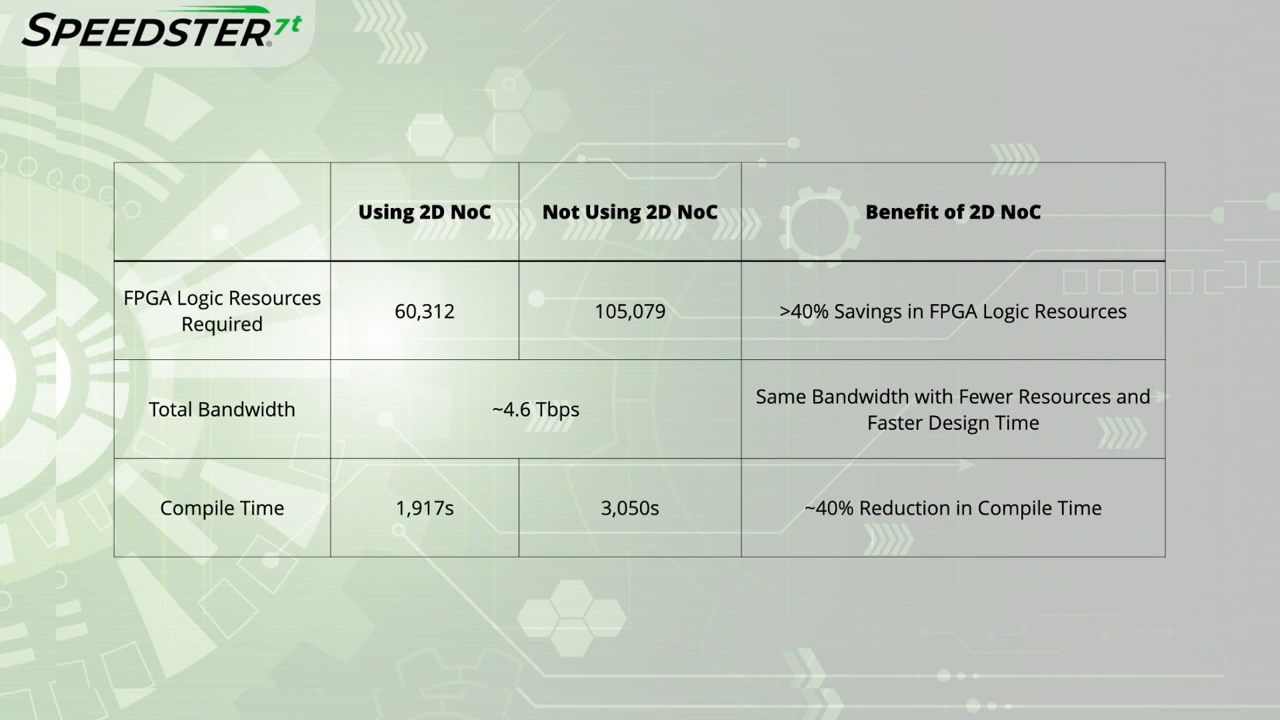 SPEEDSTER®7t
Using 2D NoC
Not Using 2D NoC
Benefit of 2D NoC
FPGA Logic Resources
Required
60,312
105,079
>40% Savings in FPGA Logic Resources
Total Bandwidth
~4.6 Tbps
Same Bandwidth with Fewer Resources and
Faster Design Time
Compile Time
1,917s
3,050s
~40% Reduction in Compile Time